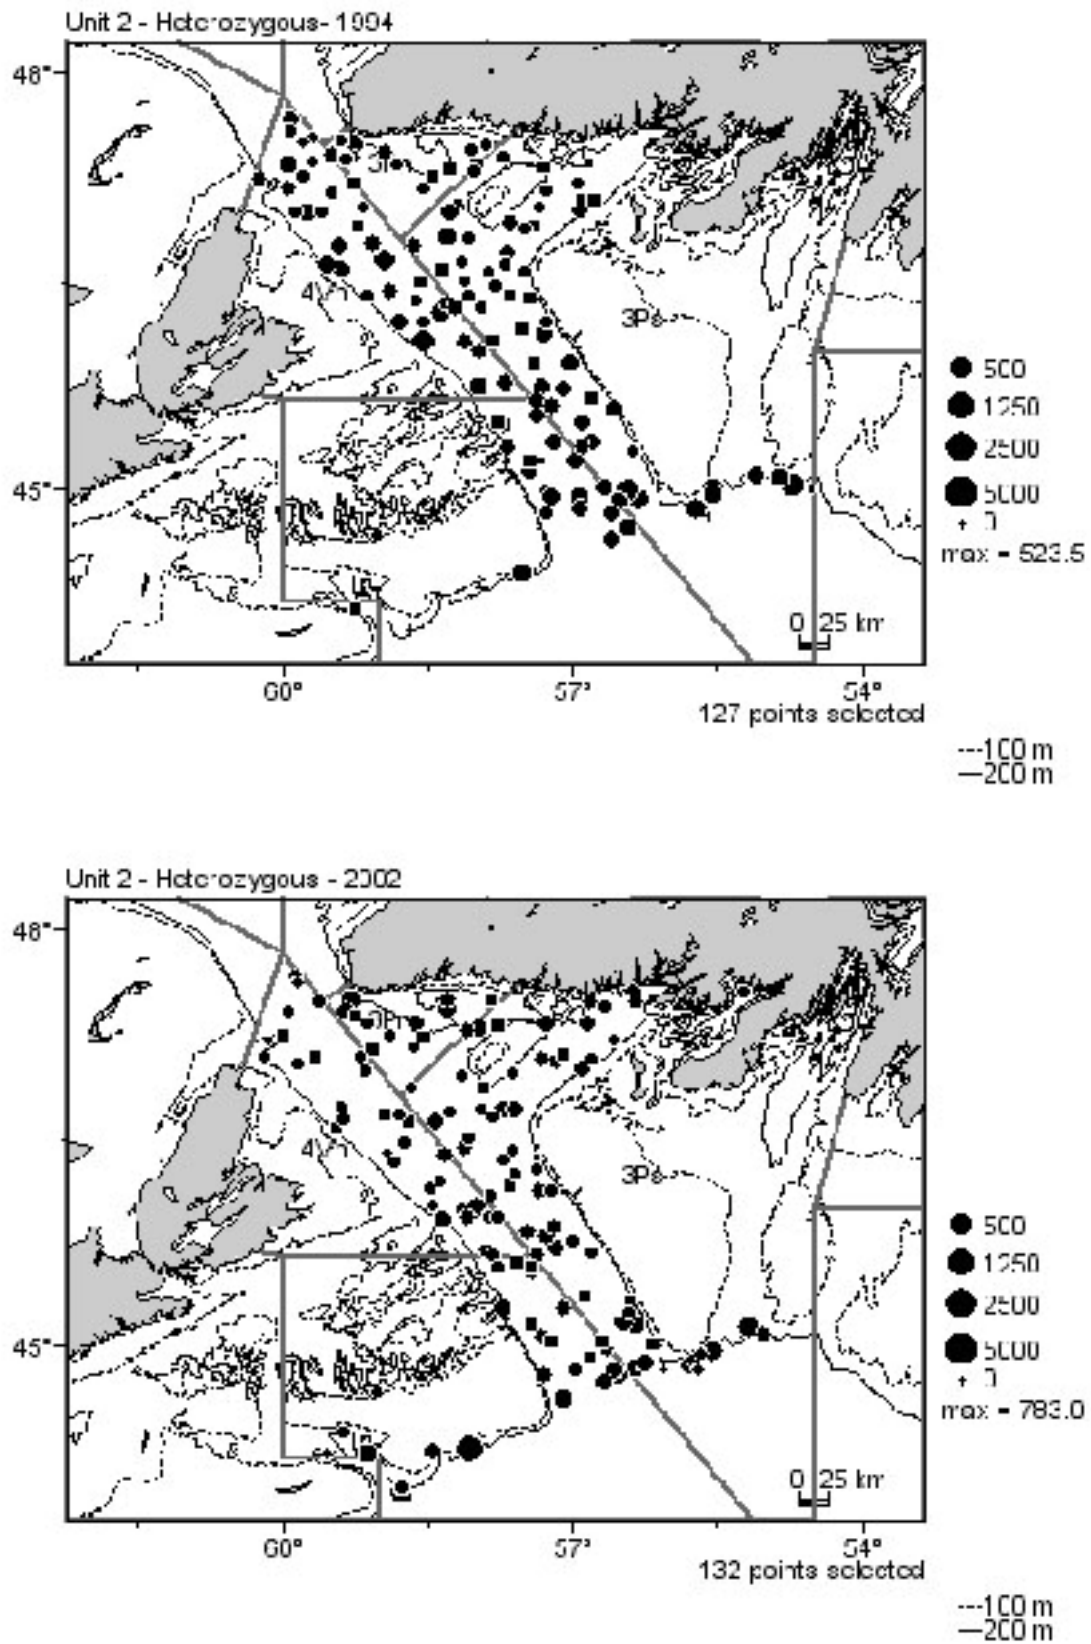 Unit 2 - Heterozygous- 1994
48°
45°
4Vn
3Ps
500
1250
2500
5000
+ 0
max = 523.5
0 25 km
60°
57°
54°
127 points selected
---100 m
—200 m
Unit 2 - Heterozygous - 2002
48°
45°
4Vn
3Ps
500
1250
2500
5000
+ 0
max = 783.0
0 25 km
60°
57°
54°
132 points selected
---100 m
—200 m